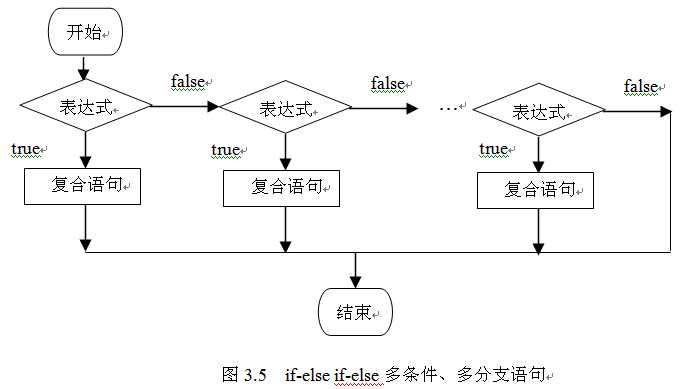 开始
false
false
false
表达式
表达式
…
表达式
true
true
true
复合语句
复合语句
复合语句
结束
图 3.5 if-else if-else 多条件、多分支语句